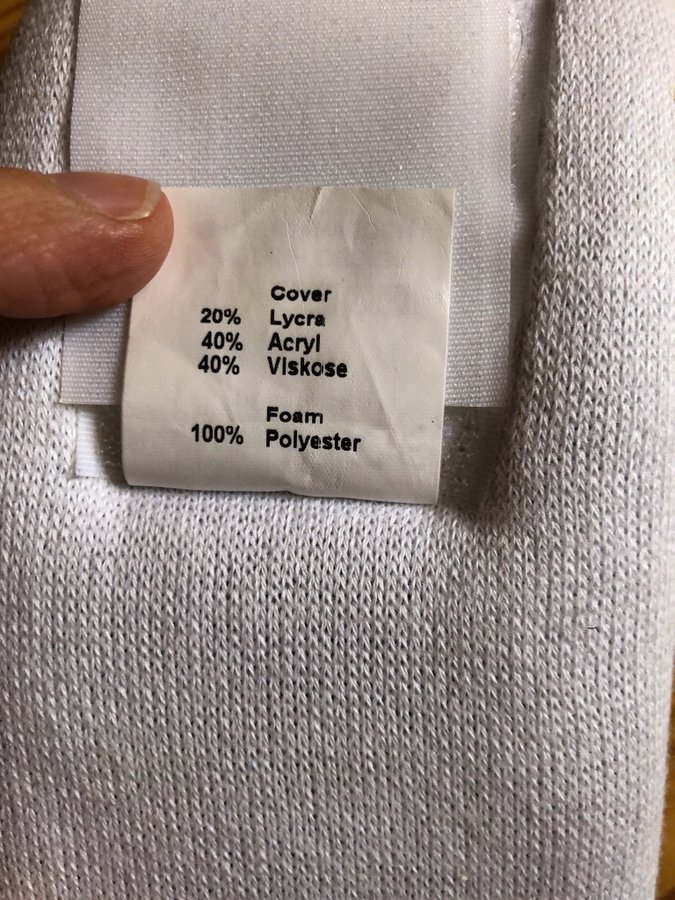 Cover
20% Lycra
40% Acryl
40% Viskose
Foam
100% Polyester